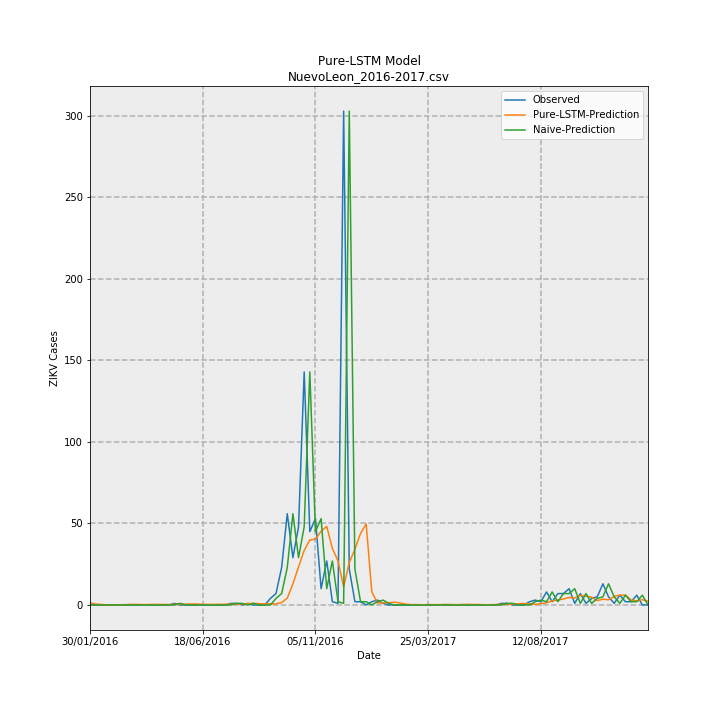 Pure-LSTM Model
NuevoLeon_2016-2017.csv
Observed
Pure-LSTM-Prediction
Naive-Prediction
300
250
200
150
100
50
0
ZIKV Cases
30/01/2016
18/06/2016
05/11/2016
25/03/2017
12/08/2017
Date